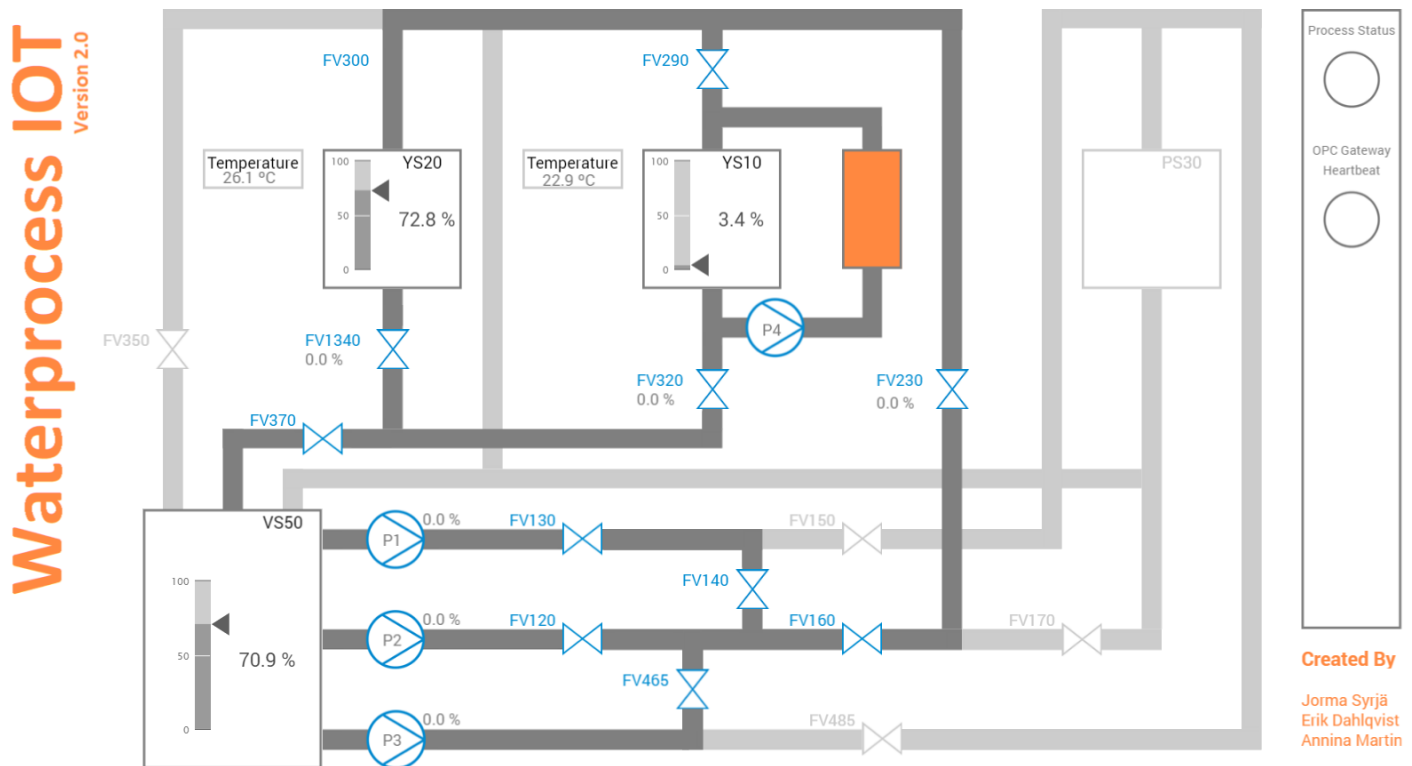 Waterprocess IOT
Version 2.0
FV300
FV290
Process Status
OPC Gateway
Heartbeat
Temperature
26.1 ºC
100
50
0
YS20
72.8 %
Temperature
22.9 ºC
100
50
0
YS10
3.4 %
PS30
FV350
FV1340
0.0 %
P4
FV320
0.0 %
FV230
0.0 %
FV370
VS50
100
50
0
70.9 %
P1
0.0 %
FV130
FV150
FV140
P2
0.0 %
FV120
FV160
FV170
FV465
P3
0.0 %
FV485
Created By
Jorma Syrjä
Erik Dahlqvist
Annina Martin